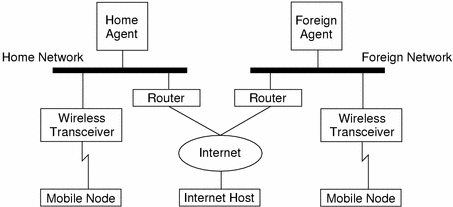 Home
Agent
Foreign
Agent
Home Network
Foreign Network
Router
Router
Wireless
Transceiver
Wireless
Transceiver
Internet
Mobile Node
Internet Host
Mobile Node